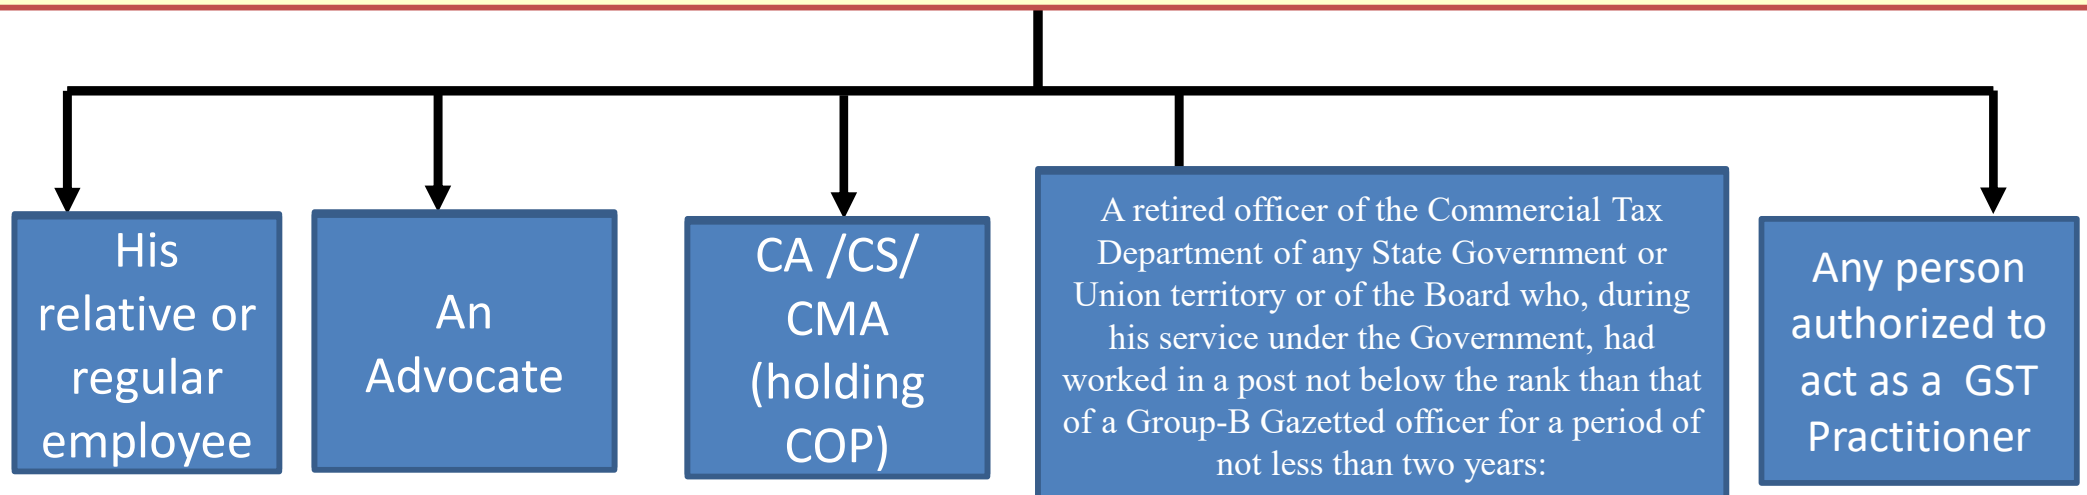 His
relative or
regular
employee
An
Advocate
CA /CS/
CMA
(holding
COP)
A retired officer of the Commercial Tax
Department of any State Government or
Union territory or of the Board who, during
his service under the Government, had
worked in a post not below the rank than that
of a Group-B Gazetted officer for a period of
not less than two years:
Any person
authorized to
act as a GST
Practitioner